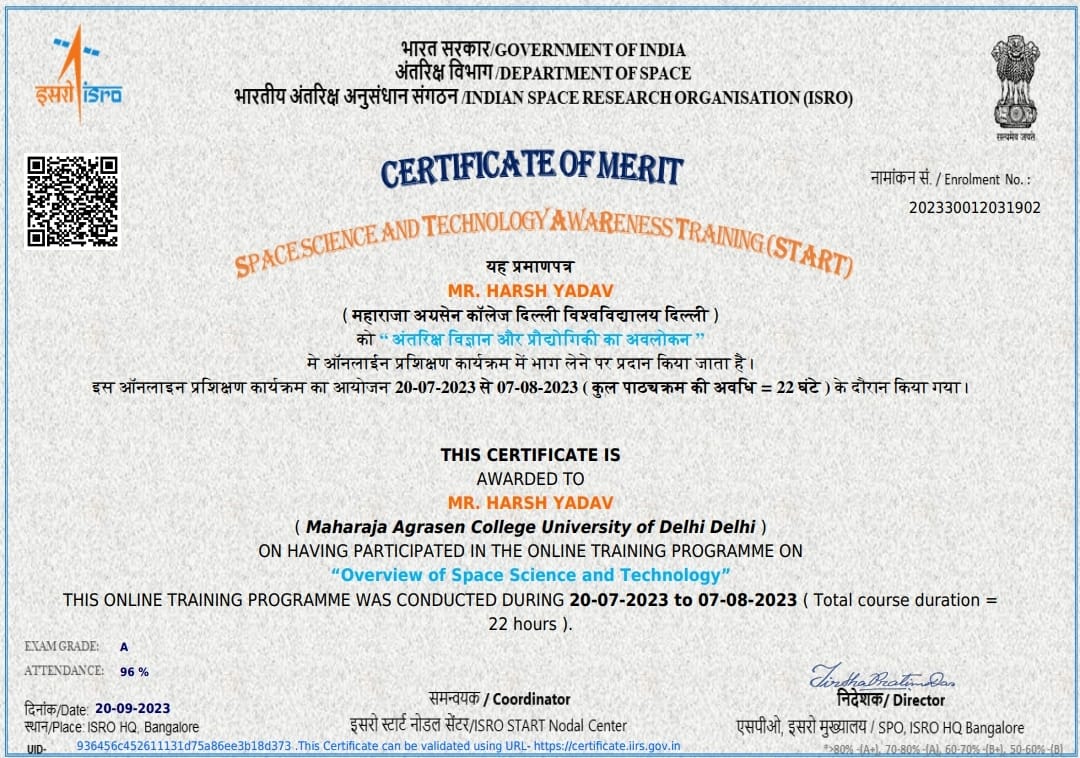 भारत सरकार/GOVERNMENT OF INDIA
अंतरिक्ष विभाग/DEPARTMENT OF SPACE
भारतीय अंतरिक्ष अनुसंधान संगठन/INDIAN SPACE RESEARCH ORGANISATION (ISRO)
इसरो isro
सत्यमेव जयते
CERTIFICATE OF MERIT
नामांकन सं. / Enrolment No. :
202330012031902
SPACE SCIENCE AND TECHNOLOGY AWARENESS TRAINING (START)
यह प्रमाणपत्र
MR. HARSH YADAV
( महाराजा अग्रसेन कॉलेज दिल्ली विश्वविद्यालय दिल्ली )
को “ अंतरिक्ष विज्ञान और प्रौद्योगिकी का अवलोकन ”
मे ऑनलाईन प्रशिक्षण कार्यक्रम में भाग लेने पर प्रदान किया जाता है।
इस ऑनलाइन प्रशिक्षण कार्यक्रम का आयोजन 20-07-2023 से 07-08-2023 ( कुल पाठ्यक्रम की अवधि = 22 घंटे ) के दौरान किया गया।
THIS CERTIFICATE IS
AWARDED TO
MR. HARSH YADAV
( Maharaja Agrasen College University of Delhi Delhi )
ON HAVING PARTICIPATED IN THE ONLINE TRAINING PROGRAMME ON
“Overview of Space Science and Technology”
THIS ONLINE TRAINING PROGRAMME WAS CONDUCTED DURING 20-07-2023 to 07-08-2023 ( Total course duration =
22 hours ).
EXAM GRADE: A
ATTENDANCE: 96 %
दिनांक/Date: 20-09-2023
स्थान/Place: ISRO HQ, Bangalore
समन्वयक / Coordinator
इसरो स्टार्ट नोडल सेंटर/ISRO START Nodal Center
निदेशक/ Director
एसपीओ, इसरो मुख्यालय / SPO, ISRO HQ Bangalore
UID- 936456c452611131d75a86ee3b18d373 .This Certificate can be validated using URL- https://certificate.iirs.gov.in
*>80% -(A+), 70-80% -(A), 60-70% -(B+), 50-60% -(B)